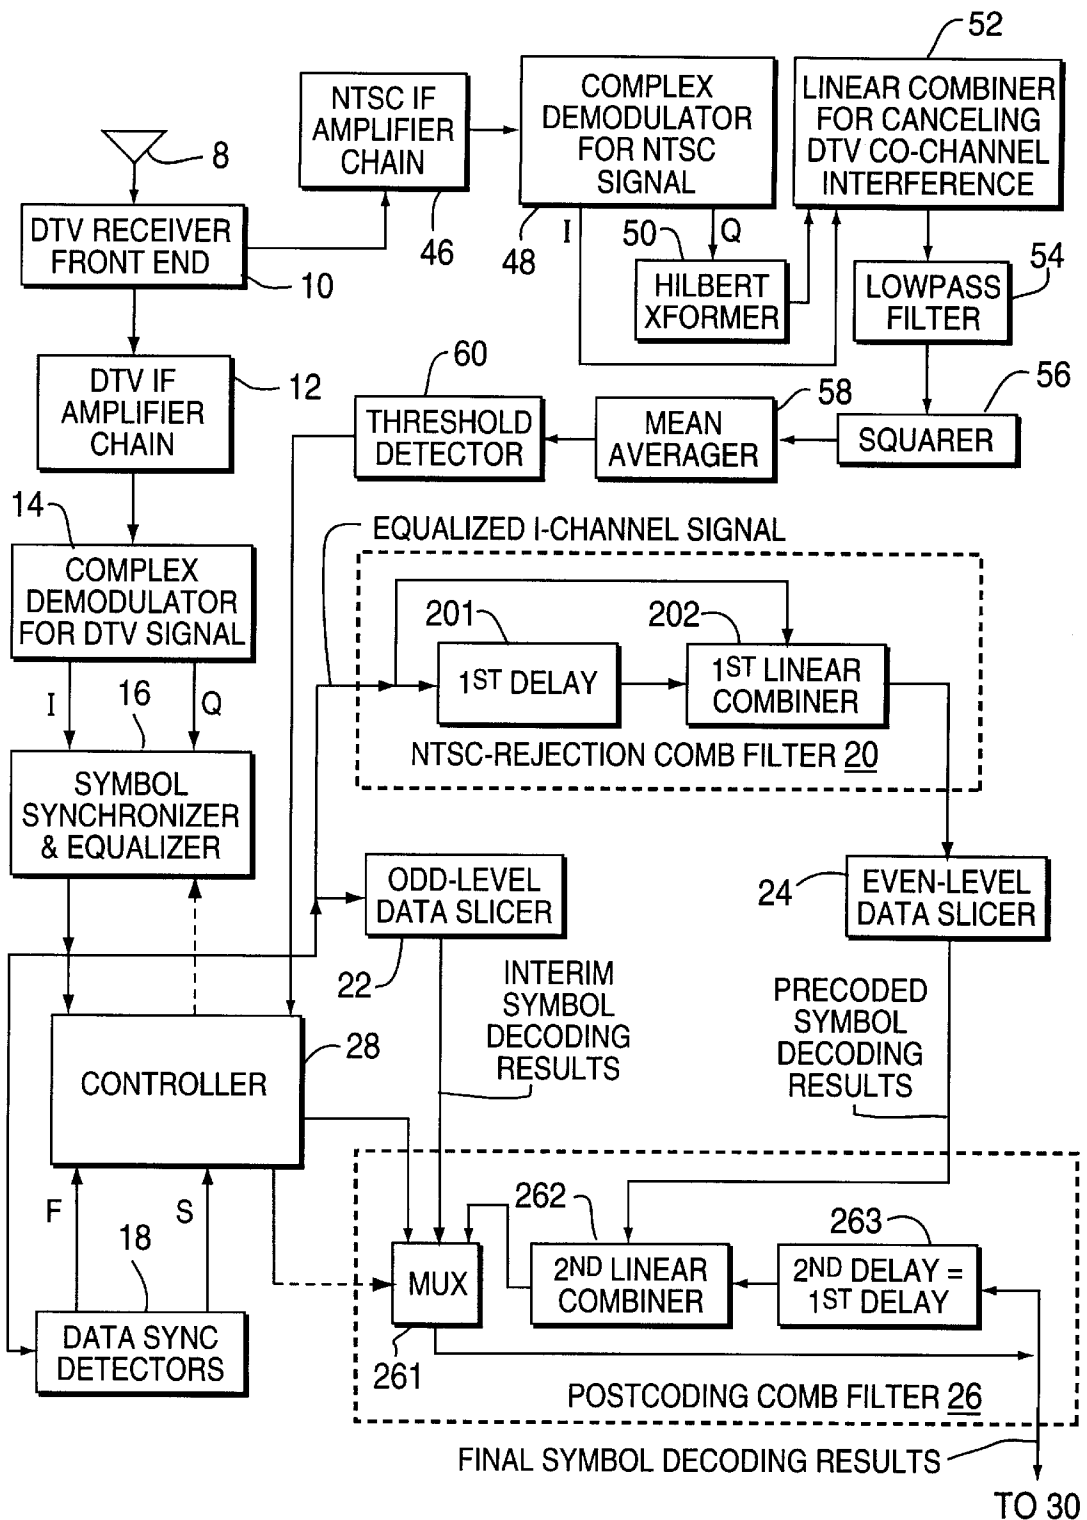 52
NTSC IF
AMPLIFIER
CHAIN
COMPLEX
DEMODULATOR
FOR NTSC
SIGNAL
LINEAR COMBINER
FOR CANCELING
DTV CO-CHANNEL
INTERFERENCE
8
DTV RECEIVER
FRONT END
10
46
48
I
50
Q
HILBERT
XFORMER
54
LOWPASS
FILTER
DTV IF
AMPLIFIER
CHAIN
12
60
THRESHOLD
DETECTOR
58
MEAN
AVERAGER
56
SQUARER
14
COMPLEX
DEMODULATOR
FOR DTV SIGNAL
EQUALIZED I-CHANNEL SIGNAL
201
1ST DELAY
202
1ST LINEAR
COMBINER
NTSC-REJECTION COMB FILTER 20
I
16
Q
SYMBOL
SYNCHRONIZER
& EQUALIZER
ODD-LEVEL
DATA SLICER
22
24
EVEN-LEVEL
DATA SLICER
INTERIM
SYMBOL
DECODING
RESULTS
PRECODED
SYMBOL
DECODING
RESULTS
CONTROLLER
28
F
S
18
DATA SYNC
DETECTORS
MUX
261
262
2ND LINEAR
COMBINER
263
2ND DELAY =
1ST DELAY
POSTCODING COMB FILTER 26
FINAL SYMBOL DECODING RESULTS
TO 30